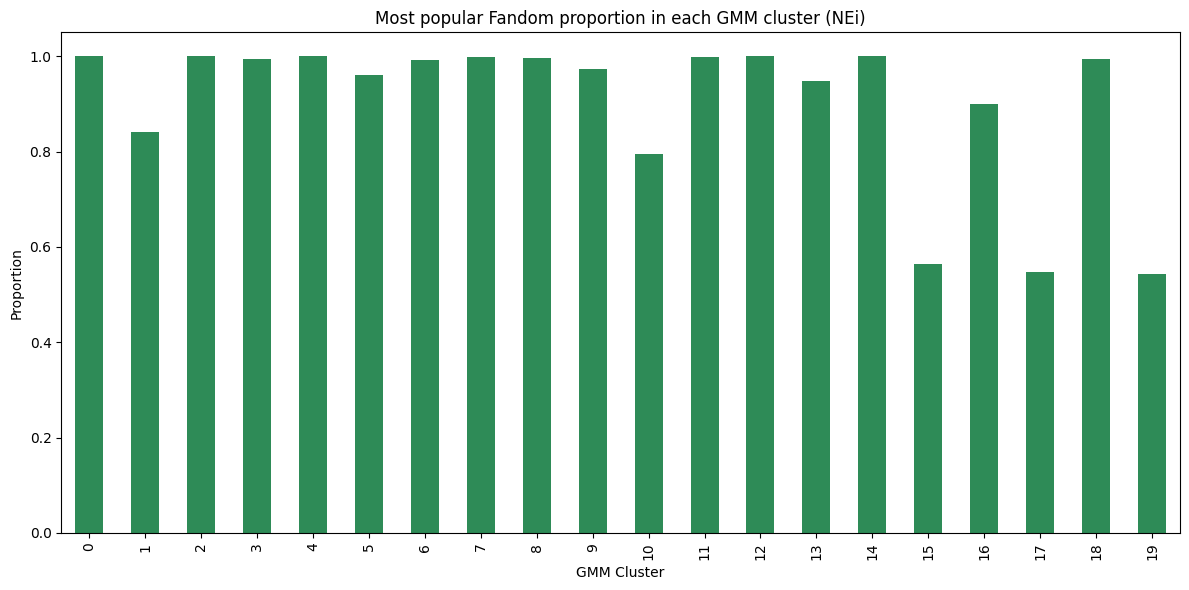 Most popular Fandom proportion in each GMM cluster (NEi)
Proportion
1.0
0.8
0.6
0.4
0.2
0.0
0 1 2 3 4 5 6 7 8 9 10 11 12 13 14 15 16 17 18 19
GMM Cluster